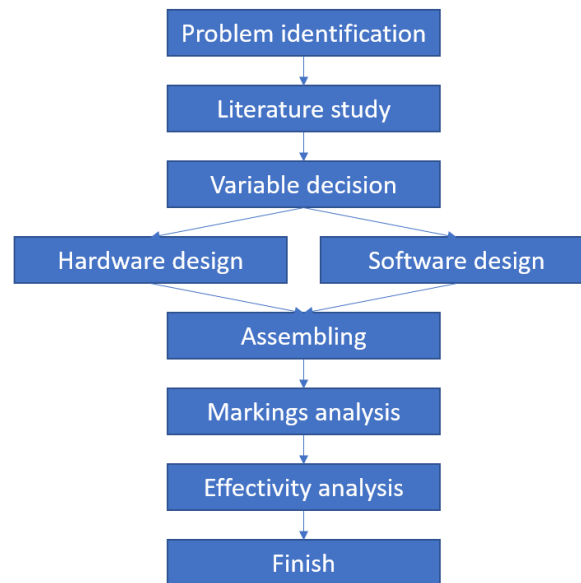 Problem identification
Literature study
Variable decision
Hardware design
Software design
Assembling
Markings analysis
Effectivity analysis
Finish